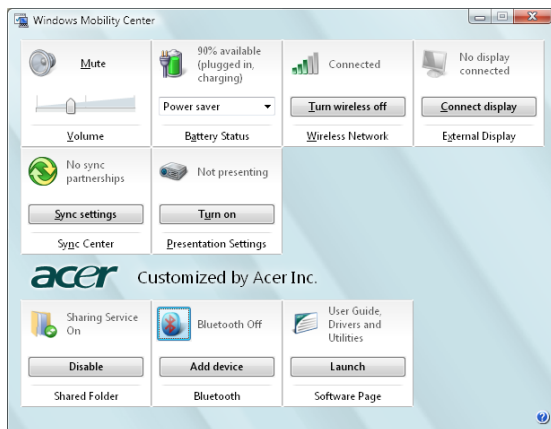 Windows Mobility Center
Mute
Volume
90% available
(plugged in,
charging)
Power saver
Battery Status
Connected
Turn wireless off
Wireless Network
No display
connected
Connect display
External Display
No sync
partnerships
Sync settings
Sync Center
Not presenting
Turn on
Presentation Settings
acer Customized by Acer Inc.
Sharing Service
On
Disable
Shared Folder
Bluetooth Off
Add device
Bluetooth
User Guide,
Drivers and
Utilities
Launch
Software Page